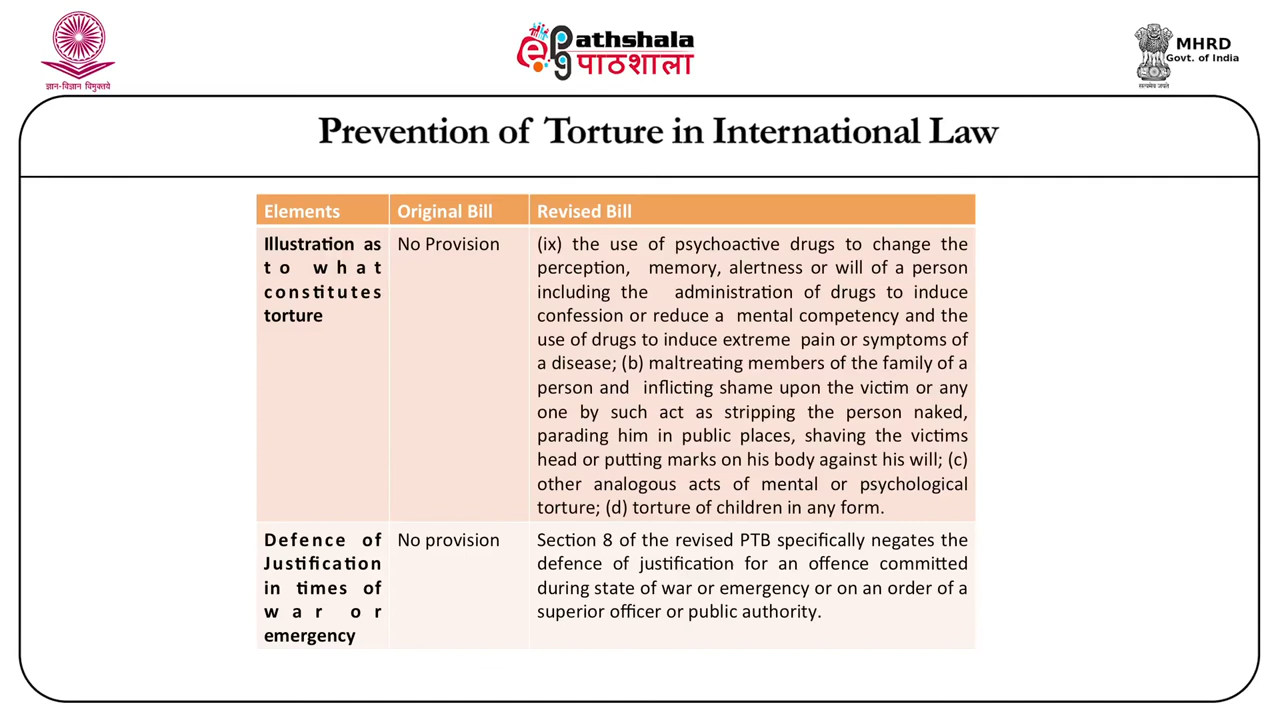 ज्ञान-विज्ञान विमुक्तये
ePG Pathshala
पाठशाला
सत्यमेव जयते
MHRD
Govt. of India
Prevention of Torture in International Law
Elements
Original Bill
Revised Bill
Illustration as
to what
constitutes
torture
No Provision
(ix) the use of psychoactive drugs to change the
perception, memory, alertness or will of a person
including the administration of drugs to induce
confession or reduce a mental competency and the
use of drugs to induce extreme pain or symptoms of
a disease; (b) maltreating members of the family of a
person and inflicting shame upon the victim or any
one by such act as stripping the person naked,
parading him in public places, shaving the victims
head or putting marks on his body against his will; (c)
other analogous acts of mental or psychological
torture; (d) torture of children in any form.
Defence of
Justification
in times of
war or
emergency
No provision
Section 8 of the revised PTB specifically negates the
defence of justification for an offence committed
during state of war or emergency or on an order of a
superior officer or public authority.